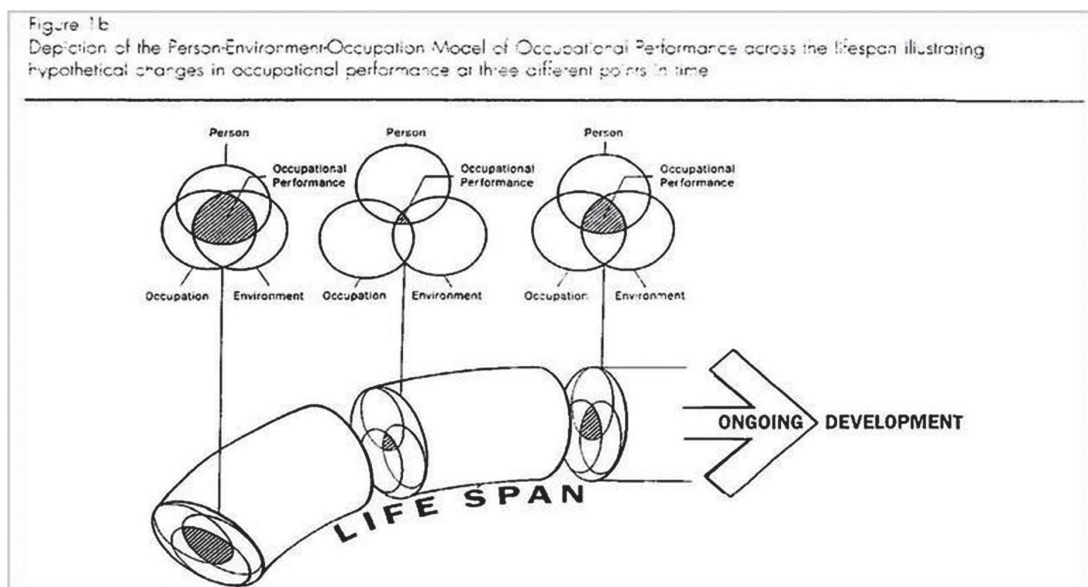 Figure 1b
Depiction of the Person-Environment-Occupation Model of Occupational Performance across the lifespan illustrating
hypothetical changes in occupational performance at three different points in time
Person
Person
Person
Occupational
Performance
Occupational
Performance
Occupational
Performance
Occupation
Environment
Occupation
Environment
Occupation
Environment
ONGOING DEVELOPMENT
LIFE SPAN